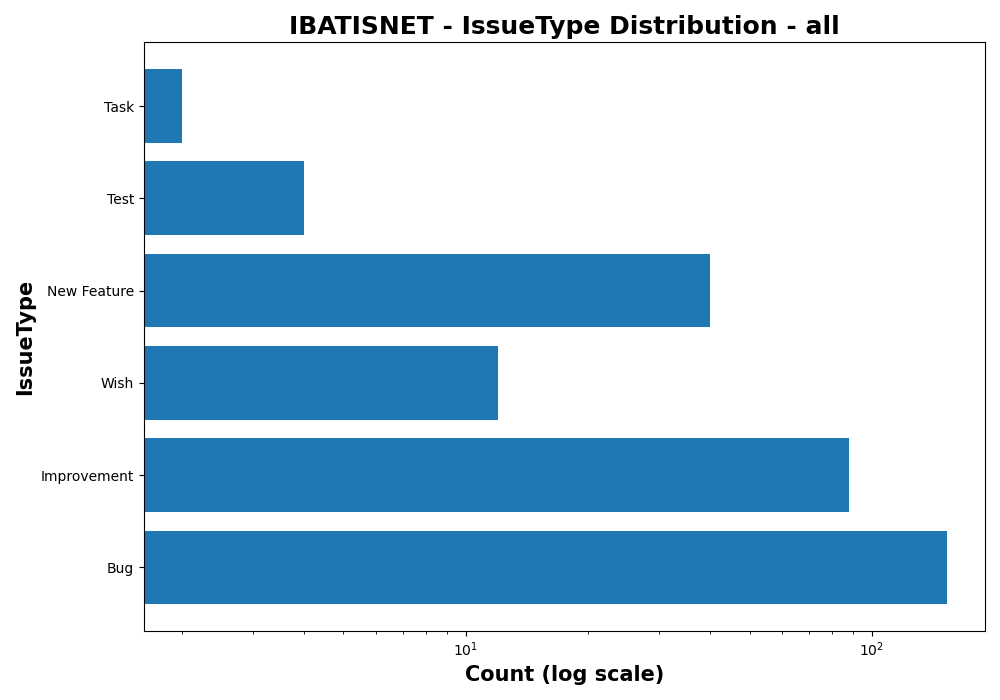 IBATISNET - IssueType Distribution - all
IssueType
Task
Test
New Feature
Wish
Improvement
Bug
10¹
10²
Count (log scale)